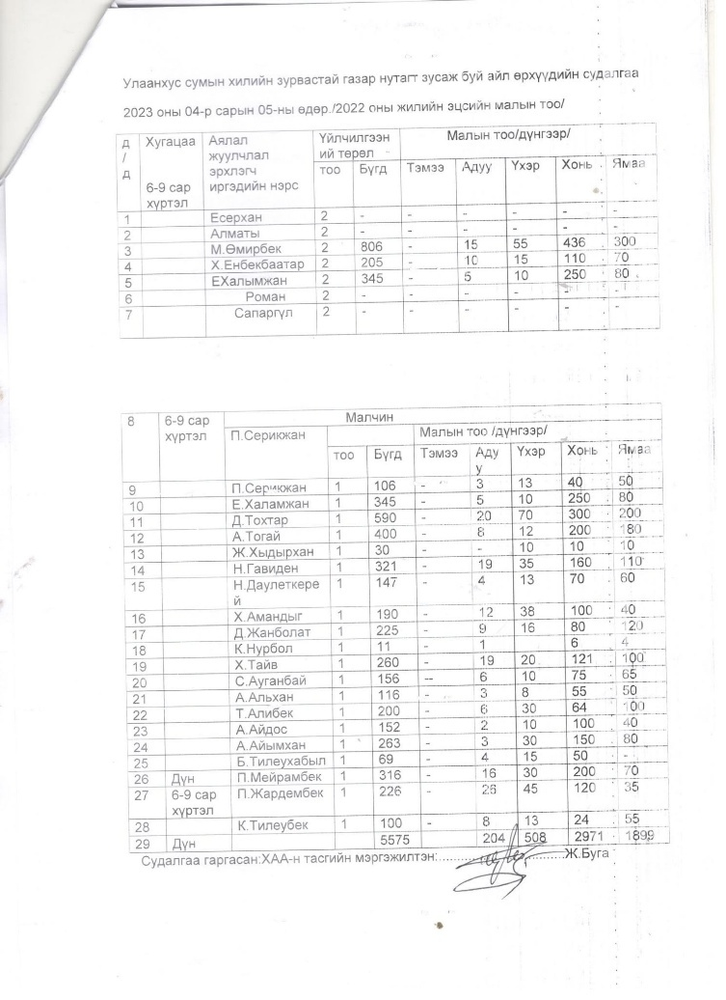 Улаанхус сумын хилийн зурвастай газар нутагт зусаж буй айл өрхүүдийн судалгаа
2023 оны 04-р сарын 05-ны өдөр./2022 оны жилийн эцсийн малын тоо/
д/д Хугацаа 6-9 сар хүртэл Аялал жуулчлал эрхлэгч иргэдийн нэрс Үйлчилгээний төрөл Малын тоо/дүнгээр/
тоо Бүгд Тэмээ Адуу Үхэр Хонь Ямаа
1 Есерхан 2 - - - - - -
2 Алматы 2 - - - - - -
3 М.Өмирбек 2 806 - 15 55 436 300
4 Х.Енбекбаатар 2 205 - 10 15 110 70
5 ЕХалымжан 2 345 - 5 10 250 80
6 Роман 2 - - - - - -
7 Сапаргүл 2 - - - - - -
8 6-9 сар хүртэл Малчин
П.Серикжан Малын тоо /дүнгээр/
тоо Бүгд Тэмээ Адуу Үхэр Хонь Ямаа
9 П.Серикжан 1 106 - 3 13 40 50
10 Е.Халамжан 1 345 - 5 10 250 80
11 Д.Тохтар 1 590 - 20 70 300 200
12 А.Тогай 1 400 - 8 12 200 180
13 Ж.Хыдырхан 1 30 - - 10 10 10
14 Н.Гавиден 1 321 - 19 35 160 110
15 Н.Даулеткерей 1 147 - 4 13 70 60
16 Х.Амандыг 1 190 - 12 38 100 40
17 Д.Жанболат 1 225 - 9 16 80 120
18 К.Нурбол 1 11 - 1 6 4
19 Х.Тайв 1 260 - 19 20 121 100
20 С.Ауганбай 1 156 -- 6 10 75 65
21 А.Альхан 1 116 - 3 8 55 50
22 Т.Алибек 1 200 - 6 30 64 100
23 А.Айдос 1 152 - 2 10 100 40
24 А.Айымхан 1 263 - 3 30 150 80
25 Б.Тилеухабыл 1 69 - 4 15 50 -
26 Дүн П.Мейрамбек 1 316 - 16 30 200 70
27 6-9 сар хүртэл П.Жардембек 1 226 - 26 45 120 35
28 К.Тилеубек 1 100 - 8 13 24 55
29 Дүн 5575 204 508 2971 1899
Судалгаа гаргасан:ХАА-н тасгийн мэргэжилтэн:..............................Ж.Буга